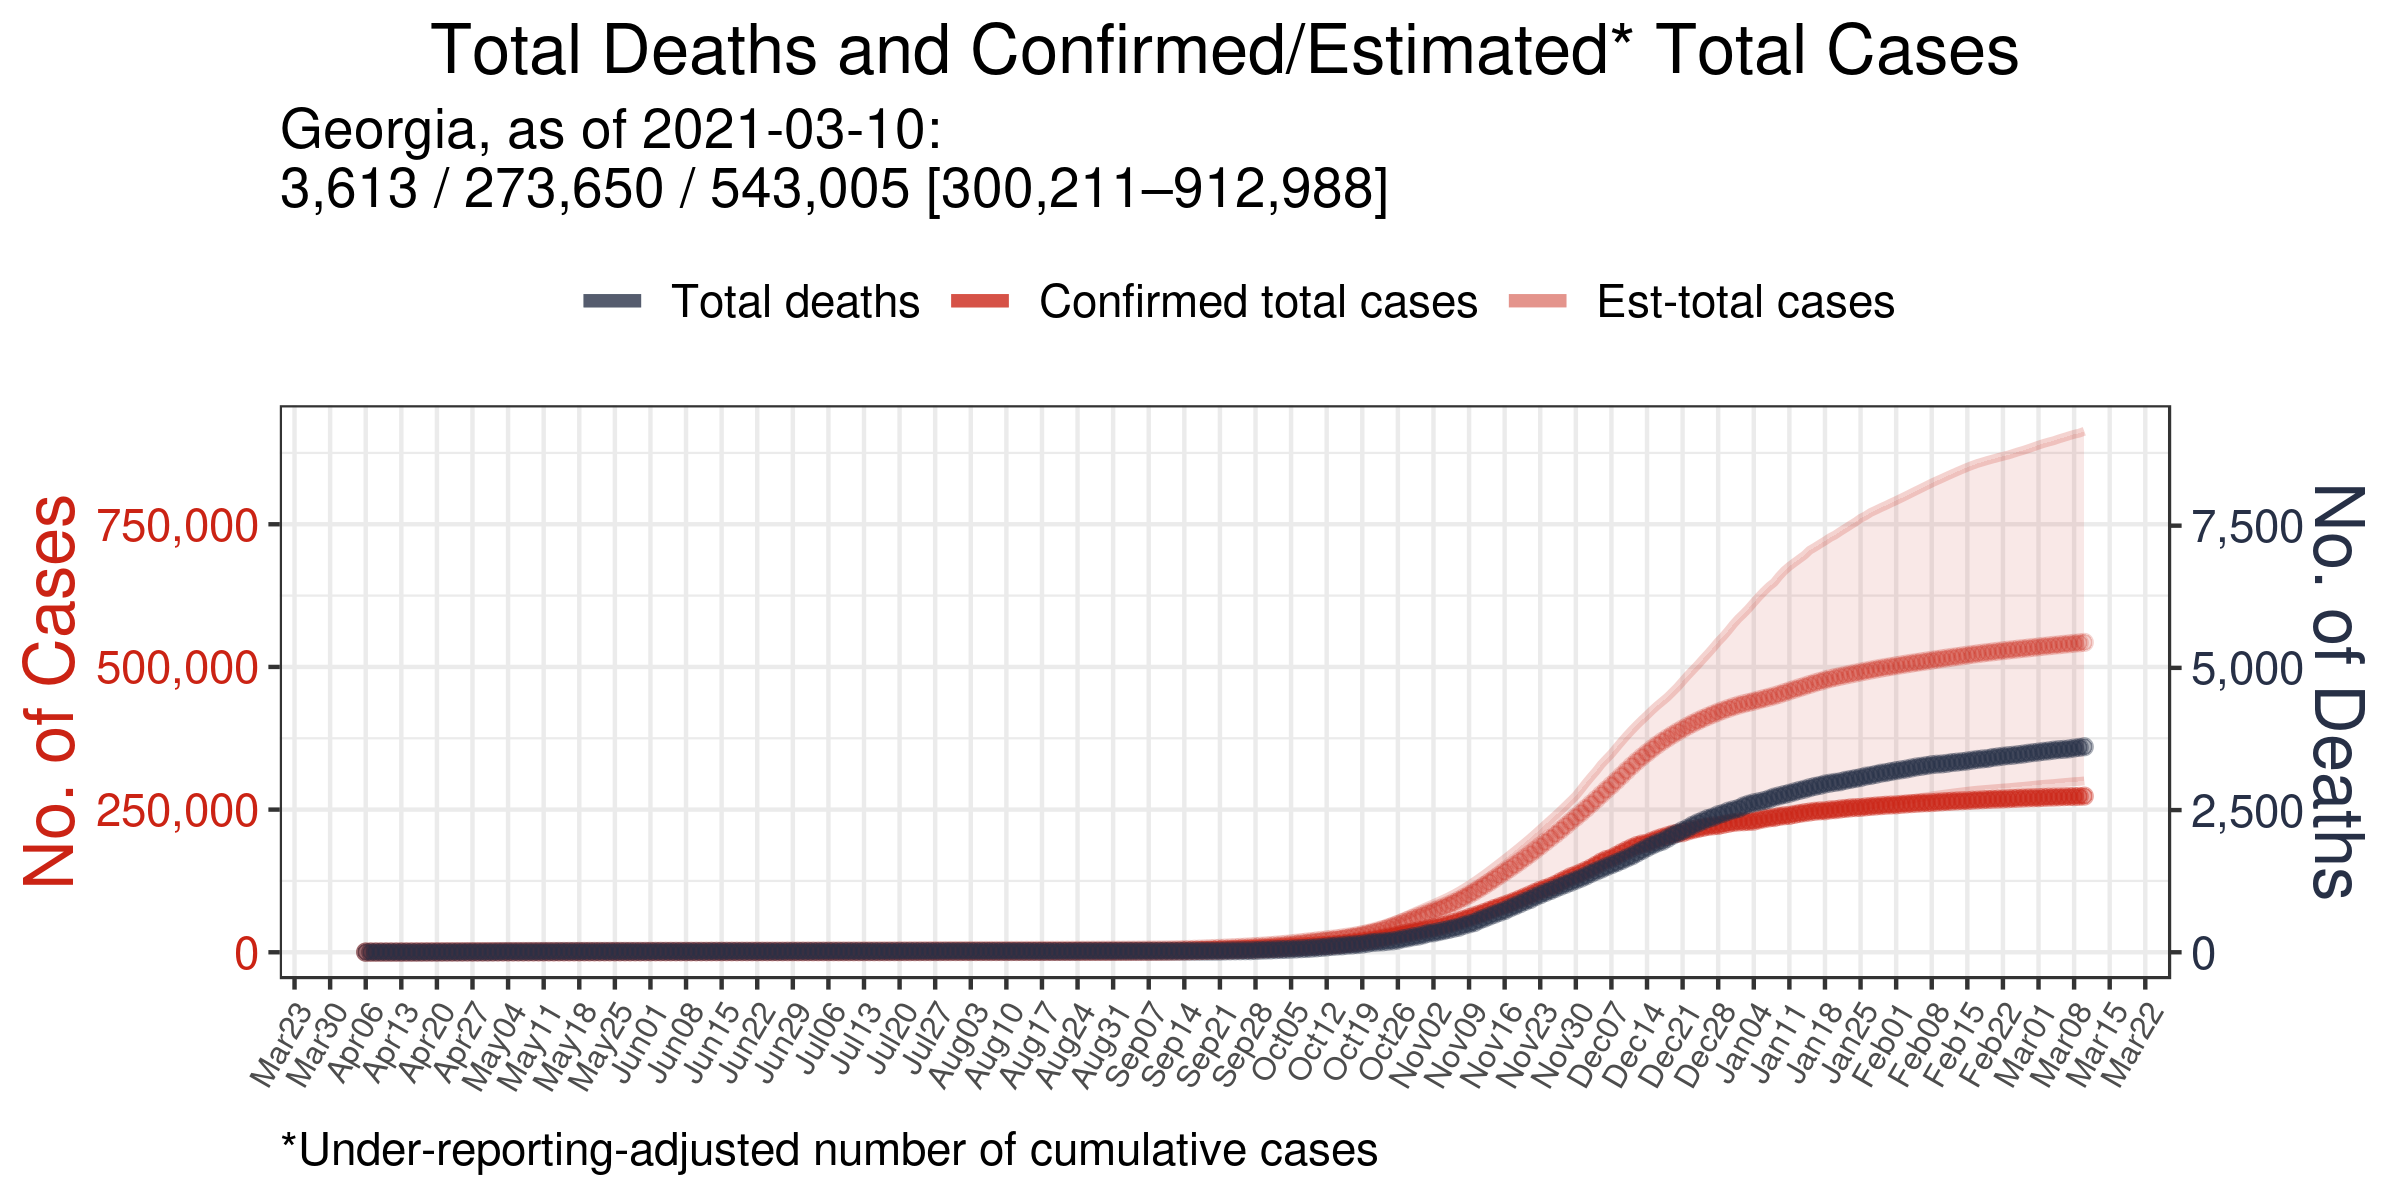 Total Deaths and Confirmed/Estimated* Total Cases
Georgia, as of 2021-03-10:
3,613 / 273,650 / 543,005 [300,211–912,988]
Total deaths
Confirmed total cases
Est-total cases
No. of Cases
750,000
500,000
250,000
0
7,500
5,000
2,500
0
No. of Deaths
Mar23
Mar30
Apr06
Apr13
Apr20
Apr27
May04
May11
May18
May25
Jun01
Jun08
Jun15
Jun22
Jun29
Jul06
Jul13
Jul20
Jul27
Aug03
Aug10
Aug17
Aug24
Aug31
Sep07
Sep14
Sep21
Sep28
Oct05
Oct12
Oct19
Oct26
Nov02
Nov09
Nov16
Nov23
Nov30
Dec07
Dec14
Dec21
Dec28
Jan04
Jan11
Jan18
Jan25
Feb01
Feb08
Feb15
Feb22
Mar01
Mar08
Mar15
Mar22
*Under-reporting-adjusted number of cumulative cases